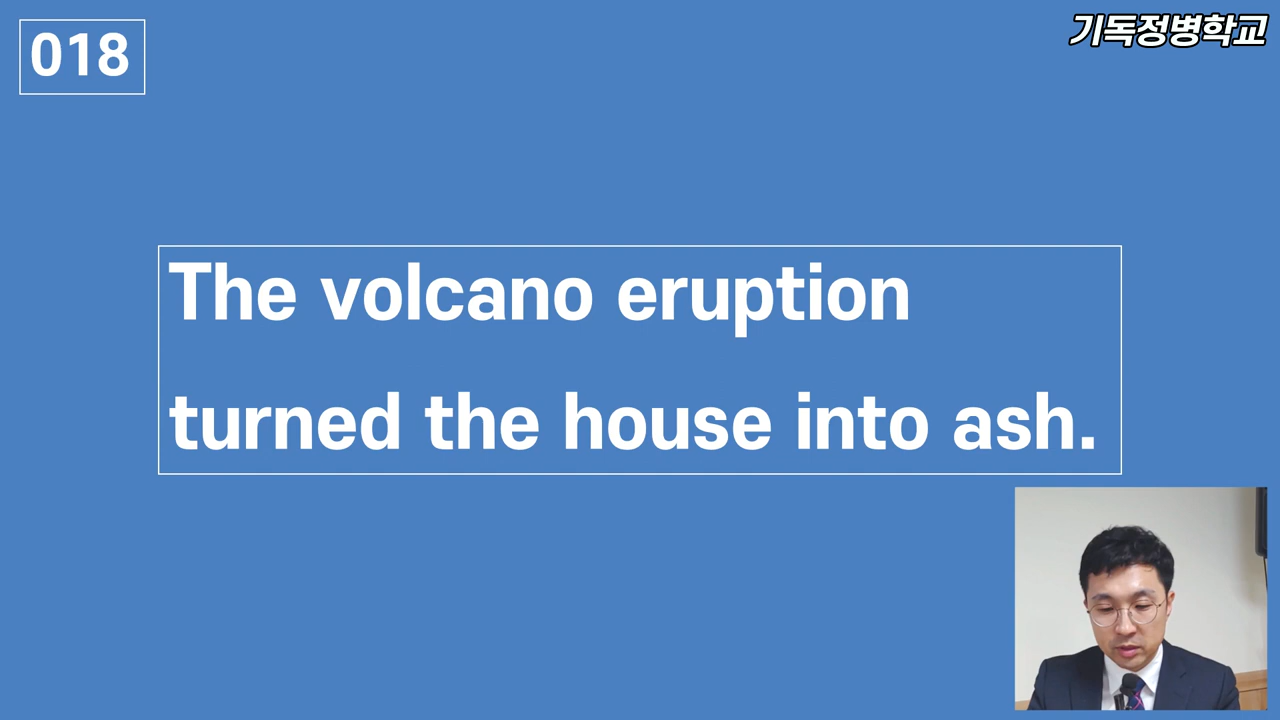 018
기독정병학교
The volcano eruption
turned the house into ash.